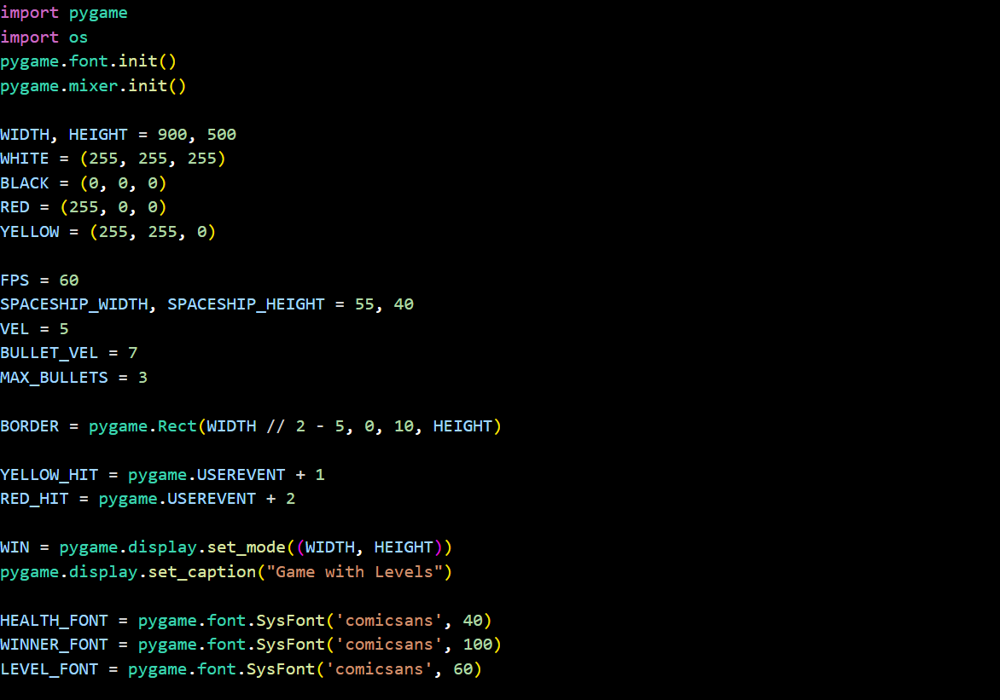 import pygame
import os
pygame.font.init()
pygame.mixer.init()
WIDTH, HEIGHT = 900, 500
WHITE = (255, 255, 255)
BLACK = (0, 0, 0)
RED = (255, 0, 0)
YELLOW = (255, 255, 0)
FPS = 60
SPACESHIP_WIDTH, SPACESHIP_HEIGHT = 55, 40
VEL = 5
BULLET_VEL = 7
MAX_BULLETS = 3
BORDER = pygame.Rect(WIDTH // 2 - 5, 0, 10, HEIGHT)
YELLOW_HIT = pygame.USEREVENT + 1
RED_HIT = pygame.USEREVENT + 2
WIN = pygame.display.set_mode((WIDTH, HEIGHT))
pygame.display.set_caption("Game with Levels")
HEALTH_FONT = pygame.font.SysFont('comicsans', 40)
WINNER_FONT = pygame.font.SysFont('comicsans', 100)
LEVEL_FONT = pygame.font.SysFont('comicsans', 60)